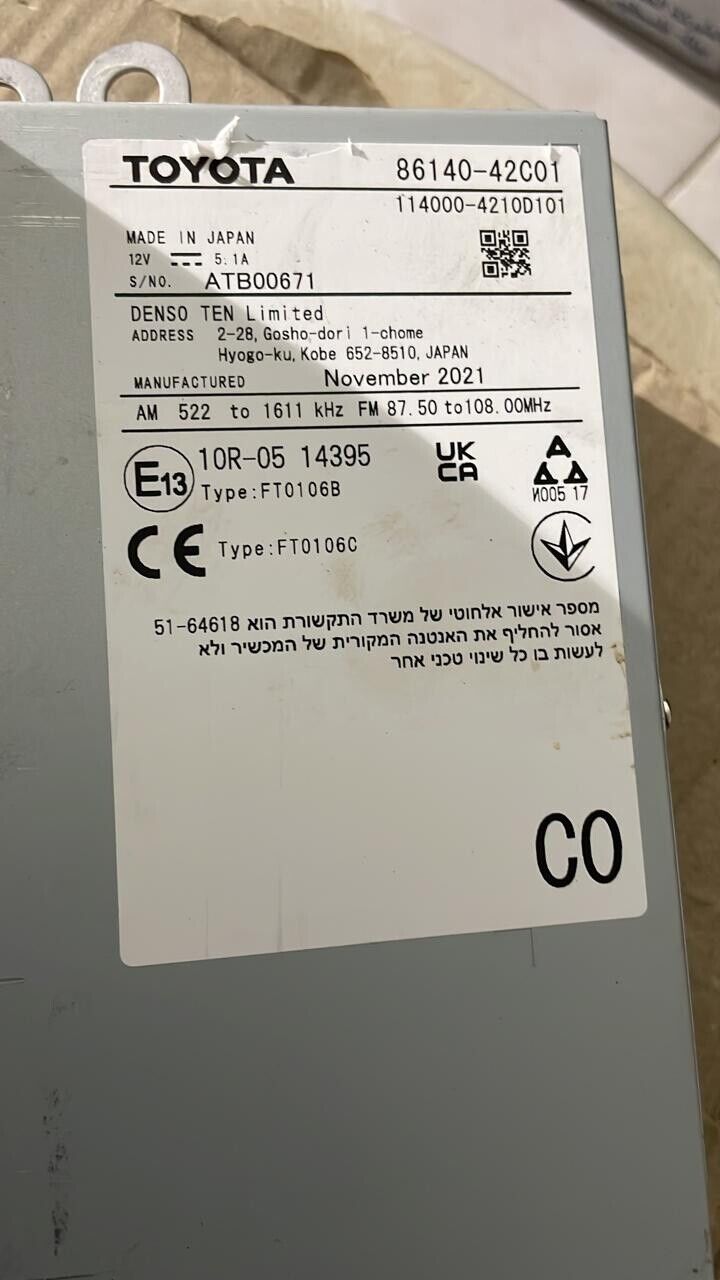 TOYOTA 86140-42C01
114000-4210D101
MADE IN JAPAN
12V 5.1A
S/NO. ATB00671
DENSO TEN Limited
ADDRESS 2-28, Gosho-dori 1-chome
Hyogo-ku, Kobe 652-8510, JAPAN
MANUFACTURED November 2021
AM 522 to 1611 kHz FM 87.50 to108.00MHz
E13 10R-05 14395
Type:FT0106B
UK
CA
A
И005 17
CE Type:FT0106C
מספר אישור אלחוטי של משרד התקשורת הוא 51-64618
אסור להחליף את האנטנה המקורית של המכשיר ולא
לעשות בו כל שינוי טכני אחר
C0